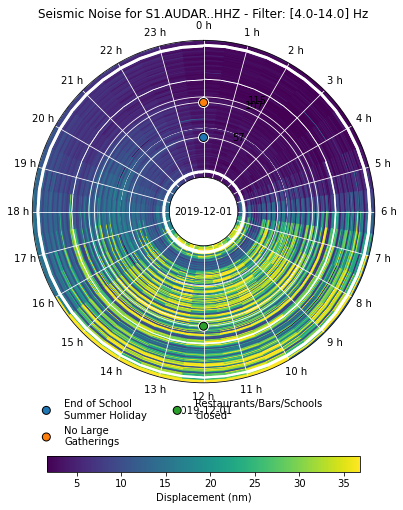 Seismic Noise for S1.AUDAR..HHZ - Filter: [4.0-14.0] Hz
0 h
1 h
2 h
3 h
4 h
5 h
6 h
7 h
8 h
9 h
10 h
11 h
12 h
13 h
14 h
15 h
16 h
17 h
18 h
19 h
20 h
21 h
22 h
23 h
2019-12-01
2019-12-01
End of School
Summer Holiday
No Large
Gatherings
Restaurants/Bars/Schools
closed
5
10
15
20
25
30
35
Displacement (nm)